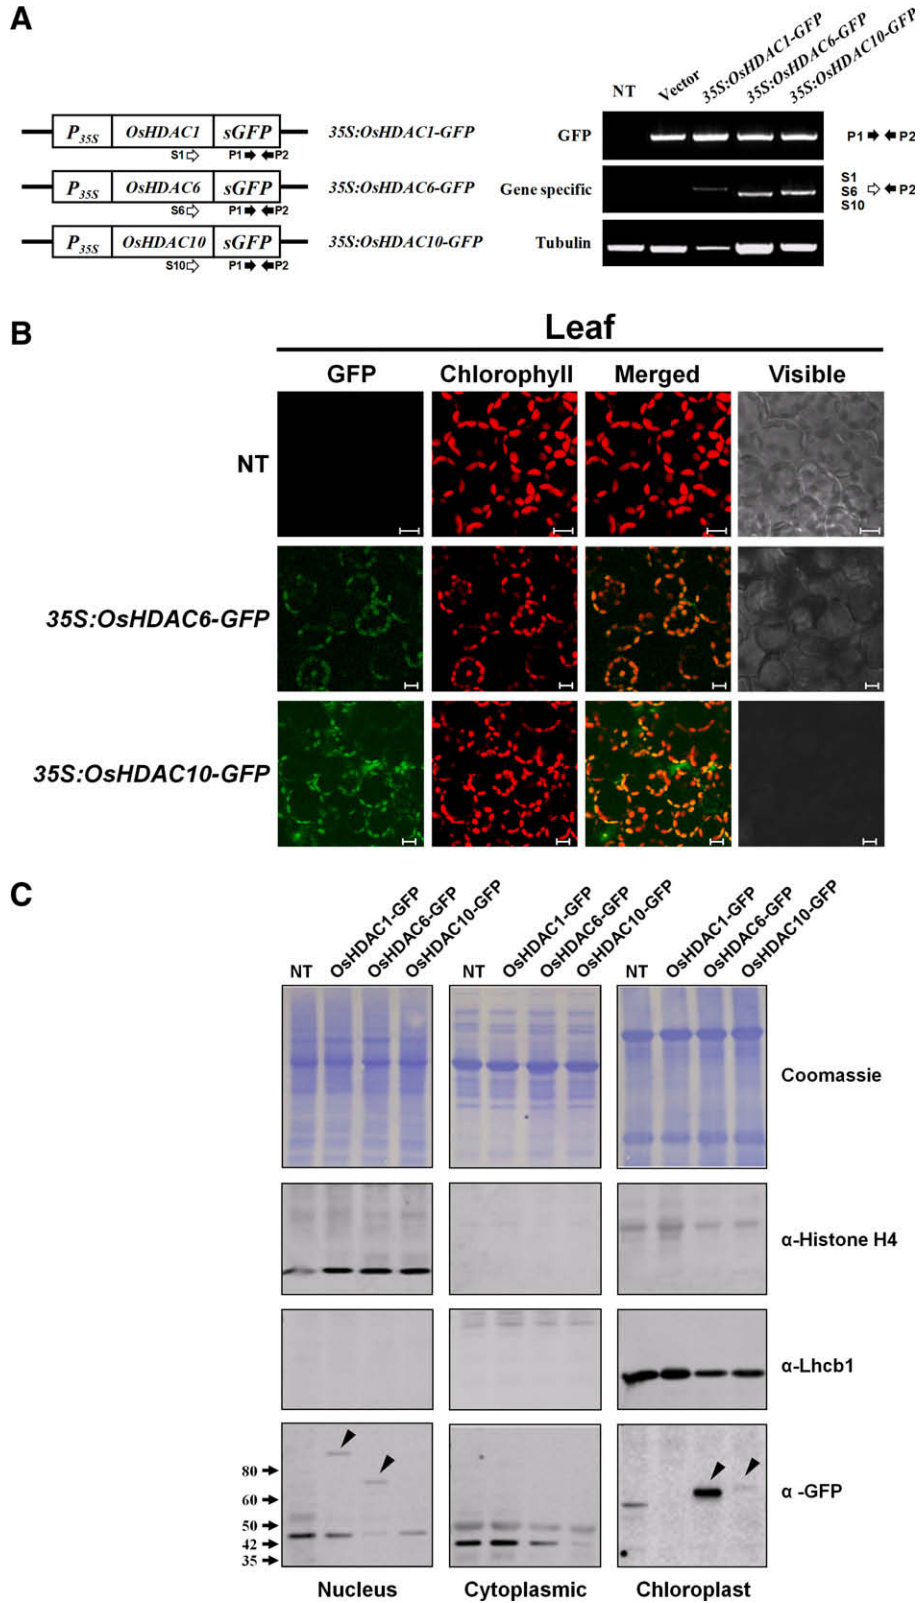 A
NT Vector 35S:OsHDAC1-GFP 35S:OsHDAC6-GFP 35S:OsHDAC10-GFP
P35S OsHDAC1 sGFP 35S:OsHDAC1-GFP
S1 P1 P2
P35S OsHDAC6 sGFP 35S:OsHDAC6-GFP
S6 P1 P2
P35S OsHDAC10 sGFP 35S:OsHDAC10-GFP
S10 P1 P2
GFP P1 P2
Gene specific S1 S6 S10 P2
Tubulin
B
Leaf
GFP Chlorophyll Merged Visible
NT
35S:OsHDAC6-GFP
35S:OsHDAC10-GFP
C
NT OsHDAC1-GFP OsHDAC6-GFP OsHDAC10-GFP NT OsHDAC1-GFP OsHDAC6-GFP OsHDAC10-GFP NT OsHDAC1-GFP OsHDAC6-GFP OsHDAC10-GFP
Coomassie
α-Histone H4
α-Lhcb1
80
60
50
42
35
α -GFP
Nucleus Cytoplasmic Chloroplast